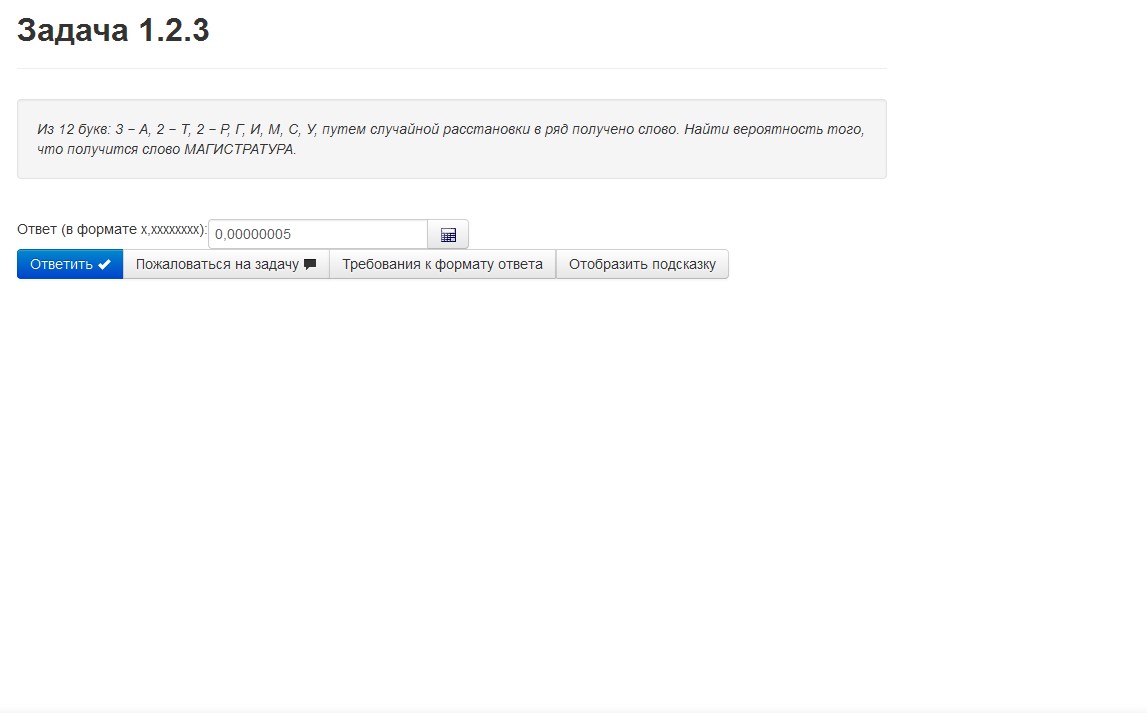 Задача 1.2.3
Из 12 букв: 3 – А, 2 – Т, 2 – Р, Г, И, М, С, У, путем случайной расстановки в ряд получено слово. Найти вероятность того,
что получится слово МАГИСТРАТУРА.
Ответ (в формате x,xxxxxxxx): 0,00000005
Ответить Пожаловаться на задачу Требования к формату ответа Отобразить подсказку